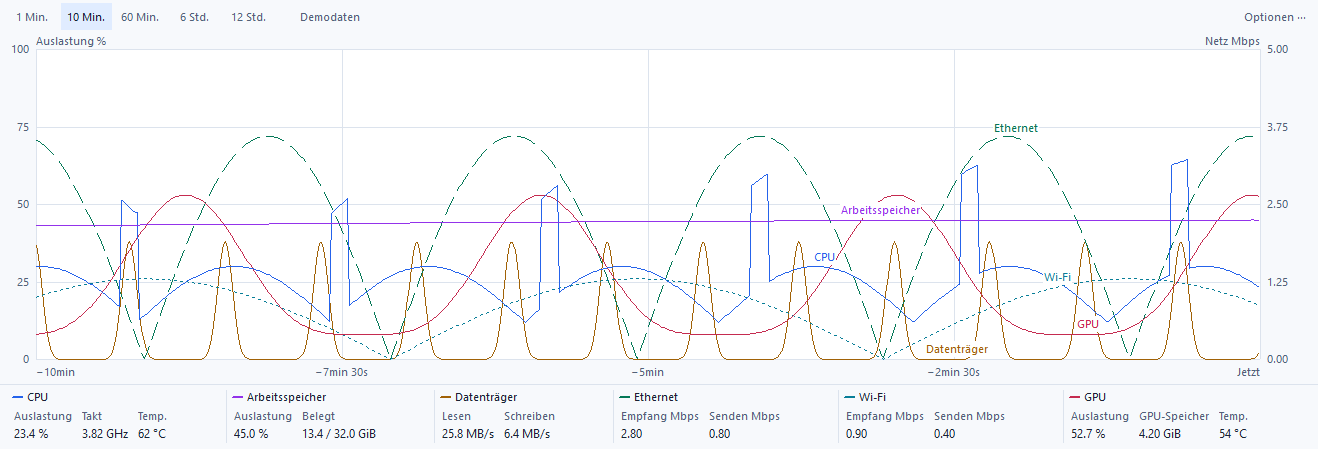 1 Min. 10 Min. 60 Min. 6 Std. 12 Std. Demodaten Optionen ···
Auslastung % Netz Mbps
100 5.00
75 3.75
Ethernet
50 2.50
Arbeitsspeicher
CPU
25 1.25
Wi-Fi
GPU
Datenträger
0 0.00
−10min −7min 30s −5min −2min 30s Jetzt
CPU Arbeitsspeicher Datenträger Ethernet Wi-Fi GPU
Auslastung Takt Temp. Auslastung Belegt Lesen Schreiben Empfang Mbps Senden Mbps Empfang Mbps Senden Mbps Auslastung GPU-Speicher Temp.
23.4 % 3.82 GHz 62 °C 45.0 % 13.4 / 32.0 GiB 25.8 MB/s 6.4 MB/s 2.80 0.80 0.90 0.40 52.7 % 4.20 GiB 54 °C